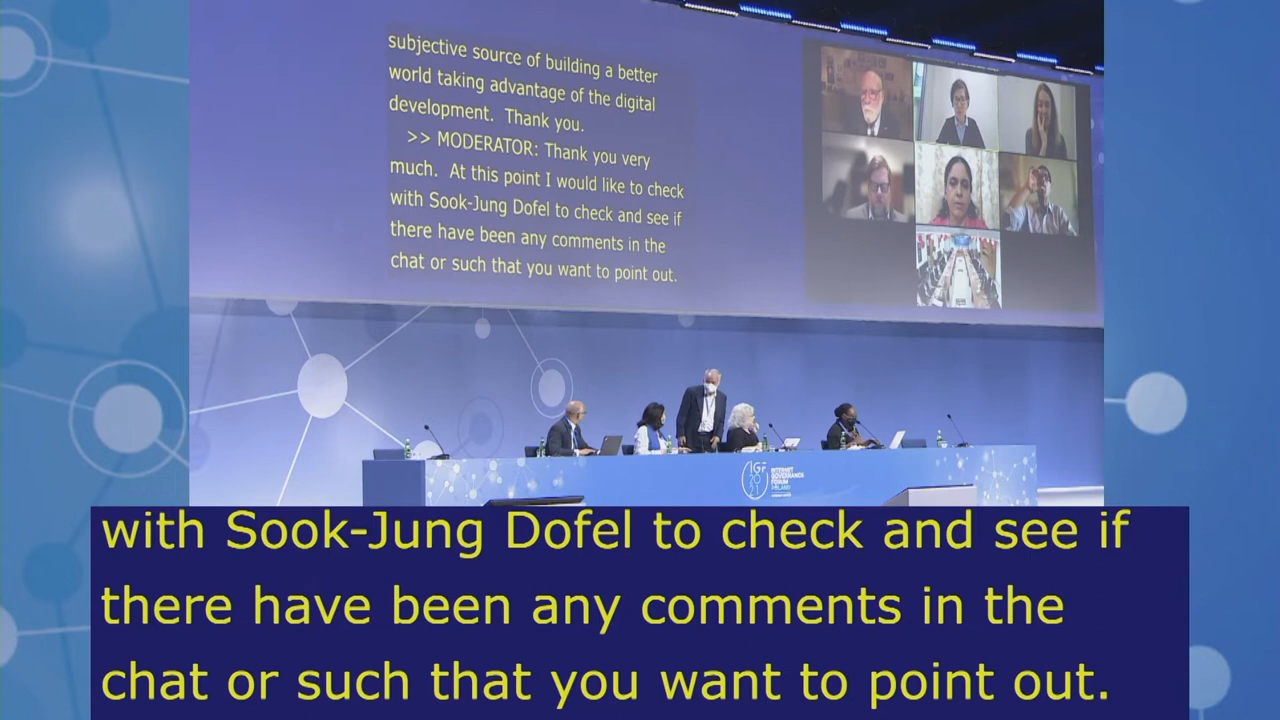 subjective source of building a better
world taking advantage of the digital
development. Thank you.
>> MODERATOR: Thank you very
much. At this point I would like to check
with Sook-Jung Dofel to check and see if
there have been any comments in the
chat or such that you want to point out.
IGF
20
21
INTERNET
GOVERNANCE
FORUM
POLAND
with Sook-Jung Dofel to check and see if
there have been any comments in the
chat or such that you want to point out.